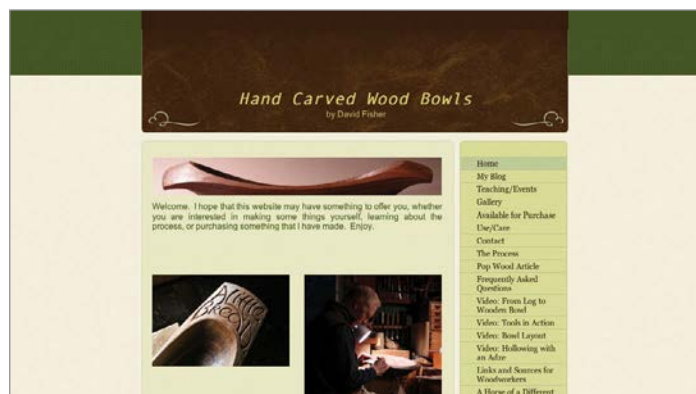 Hand Carved Wood Bowls
by David Fisher
Welcome. I hope that this website may have something to offer you, whether
you are interested in making some things yourself, learning about the
process, or purchasing something that I have made. Enjoy.
Home
My Blog
Teaching/Events
Gallery
Available for Purchase
Use/Care
Contact
The Process
Pop Wood Article
Frequently Asked
Questions
Video: From Log to
Wooden Bowl
Video: Tools in Action
Video: Bowl Layout
Video: Hollowing with
an Adze
Links and Sources for
Woodworkers
A Horse of a Different